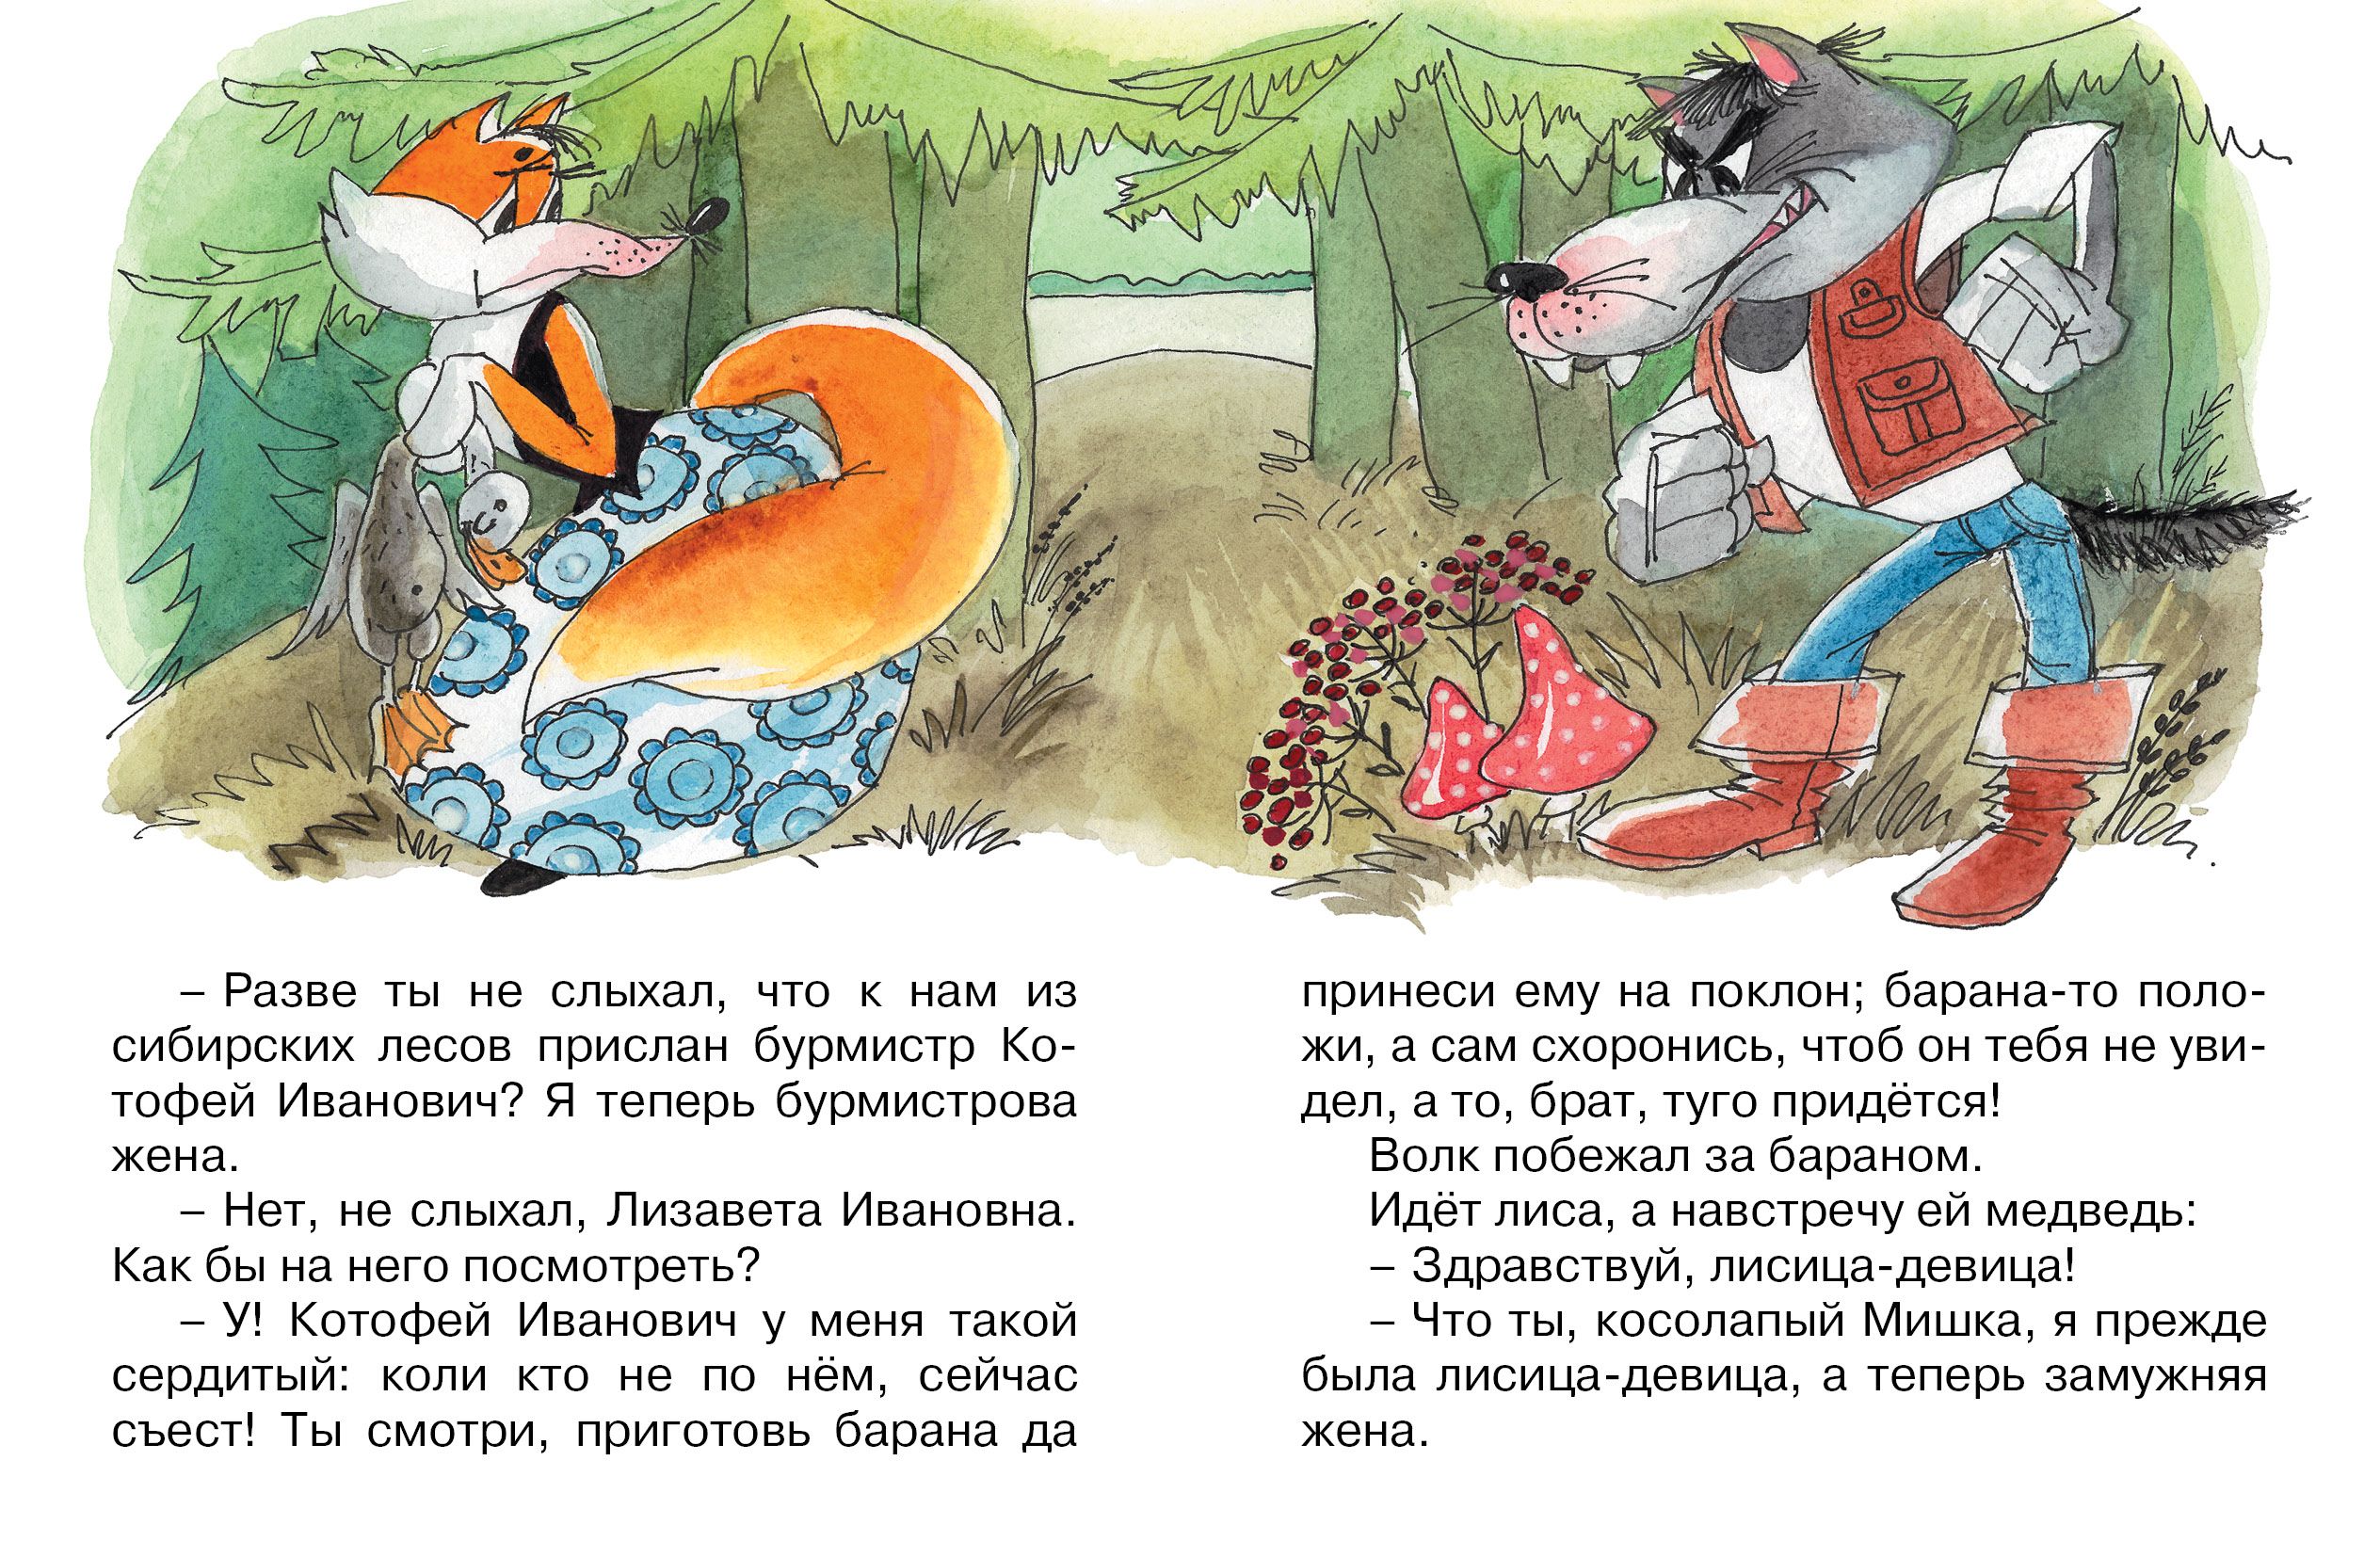 – Разве ты не слыхал, что к нам из
сибирских лесов прислан бурмистр Ко-
тофей Иванович? Я теперь бурмистрова
жена.
– Нет, не слыхал, Лизавета Ивановна.
Как бы на него посмотреть?
– У! Котофей Иванович у меня такой
сердитый: коли кто не по нём, сейчас
съест! Ты смотри, приготовь барана да
принеси ему на поклон; барана-то поло-
жи, а сам схоронись, чтоб он тебя не уви-
дел, а то, брат, туго придётся!
Волк побежал за бараном.
Идёт лиса, а навстречу ей медведь:
– Здравствуй, лисица-девица!
– Что ты, косолапый Мишка, я прежде
была лисица-девица, а теперь замужняя
жена.